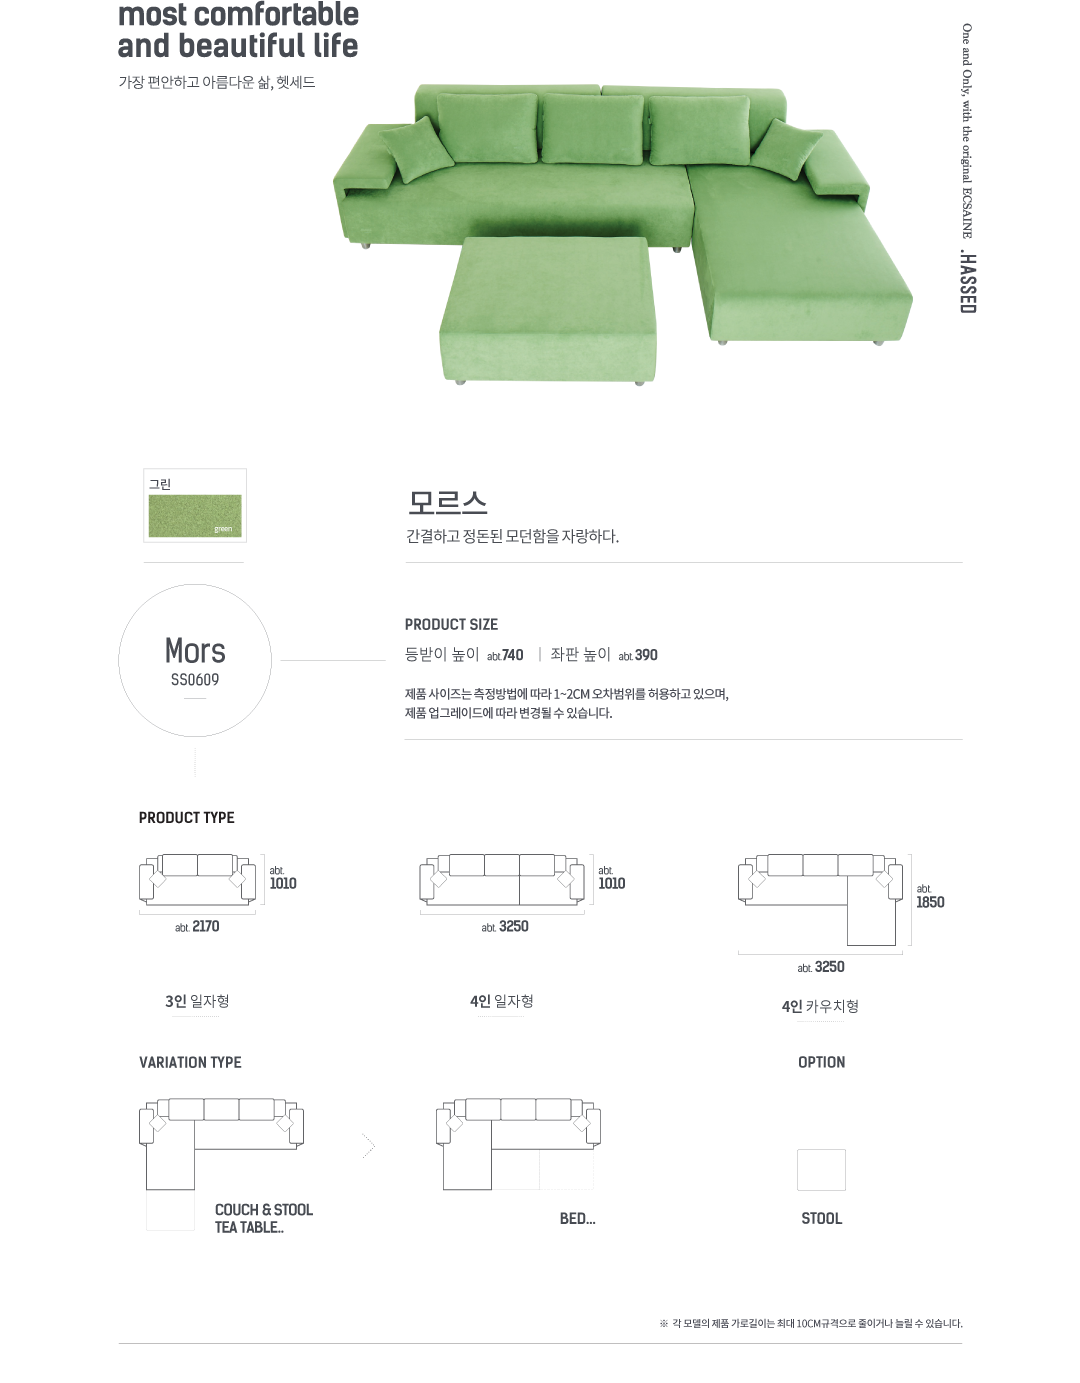 most comfortable
and beautiful life
가장 편안하고 아름다운 삶, 헷세드
One and Only, with the original ECSAINE .HASSED
그린
green
모르스
간결하고 정돈된 모던함을 자랑하다.
Mors
SS0609
PRODUCT SIZE
등받이 높이 abt.740 | 좌판 높이 abt.390
제품 사이즈는 측정방법에 따라 1~2CM 오차범위를 허용하고 있으며,
제품 업그레이드에 따라 변경될 수 있습니다.
PRODUCT TYPE
abt.
1010
abt. 2170
3인 일자형
abt.
1010
abt. 3250
4인 일자형
abt.
1850
abt. 3250
4인 카우치형
VARIATION TYPE
OPTION
COUCH & STOOL
TEA TABLE..
BED...
STOOL
※ 각 모델의 제품 가로길이는 최대 10CM규격으로 줄이거나 늘릴 수 있습니다.